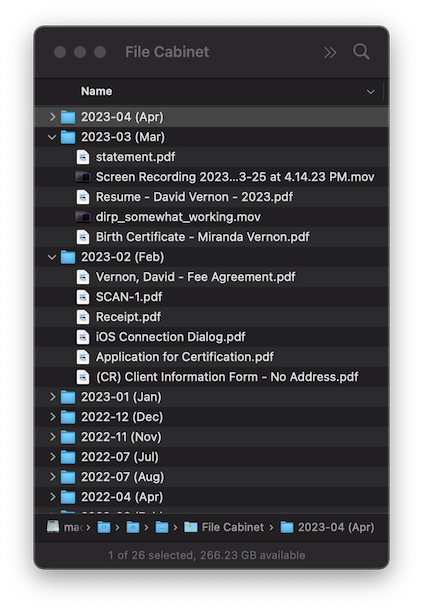 File Cabinet
Name
2023-04 (Apr)
2023-03 (Mar)
statement.pdf
Screen Recording 2023...3-25 at 4.14.23 PM.mov
Resume - David Vernon - 2023.pdf
dirp_somewhat_working.mov
Birth Certificate - Miranda Vernon.pdf
2023-02 (Feb)
Vernon, David - Fee Agreement.pdf
SCAN-1.pdf
Receipt.pdf
iOS Connection Dialog.pdf
Application for Certification.pdf
(CR) Client Information Form - No Address.pdf
2023-01 (Jan)
2022-12 (Dec)
2022-11 (Nov)
2022-07 (Jul)
2022-07 (Aug)
2022-04 (Apr)
mac File Cabinet 2023-04 (Apr)
1 of 26 selected, 266.23 GB available